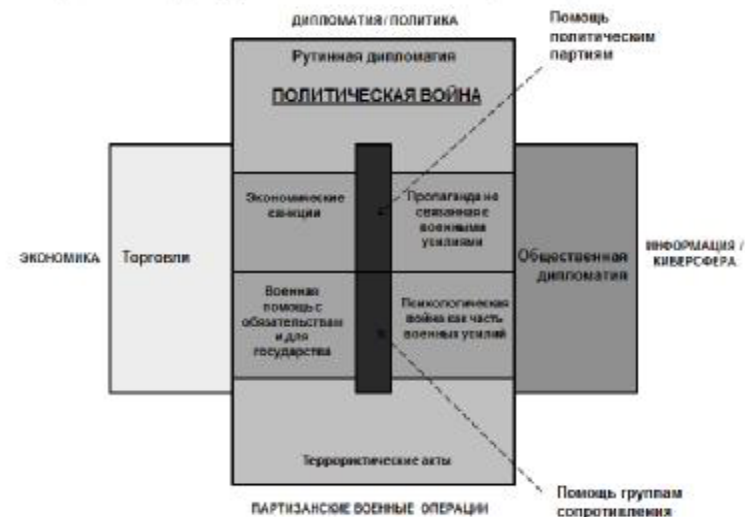 ДИПЛОМАТИЯ / ПОЛИТИКА
Помощь
политическим
партиям
Рутинная дипломатия
ПОЛИТИЧЕСКАЯ ВОЙНА
Экономические
санкции
Пропаганда не
связанная с
военными
усилиями
ЭКОНОМИКА
Торговли
Общественная
дипломатия
ИНФОРМАЦИЯ /
КИБЕРСФЕРА
Военная
помощь с
обязательствам
и для
государства
Психологическая
война как часть
военных усилий
Террористические акты
ПАРТИЗАНСКИЕ ВОЕННЫЕ ОПЕРАЦИИ
Помощь группам
сопротивления